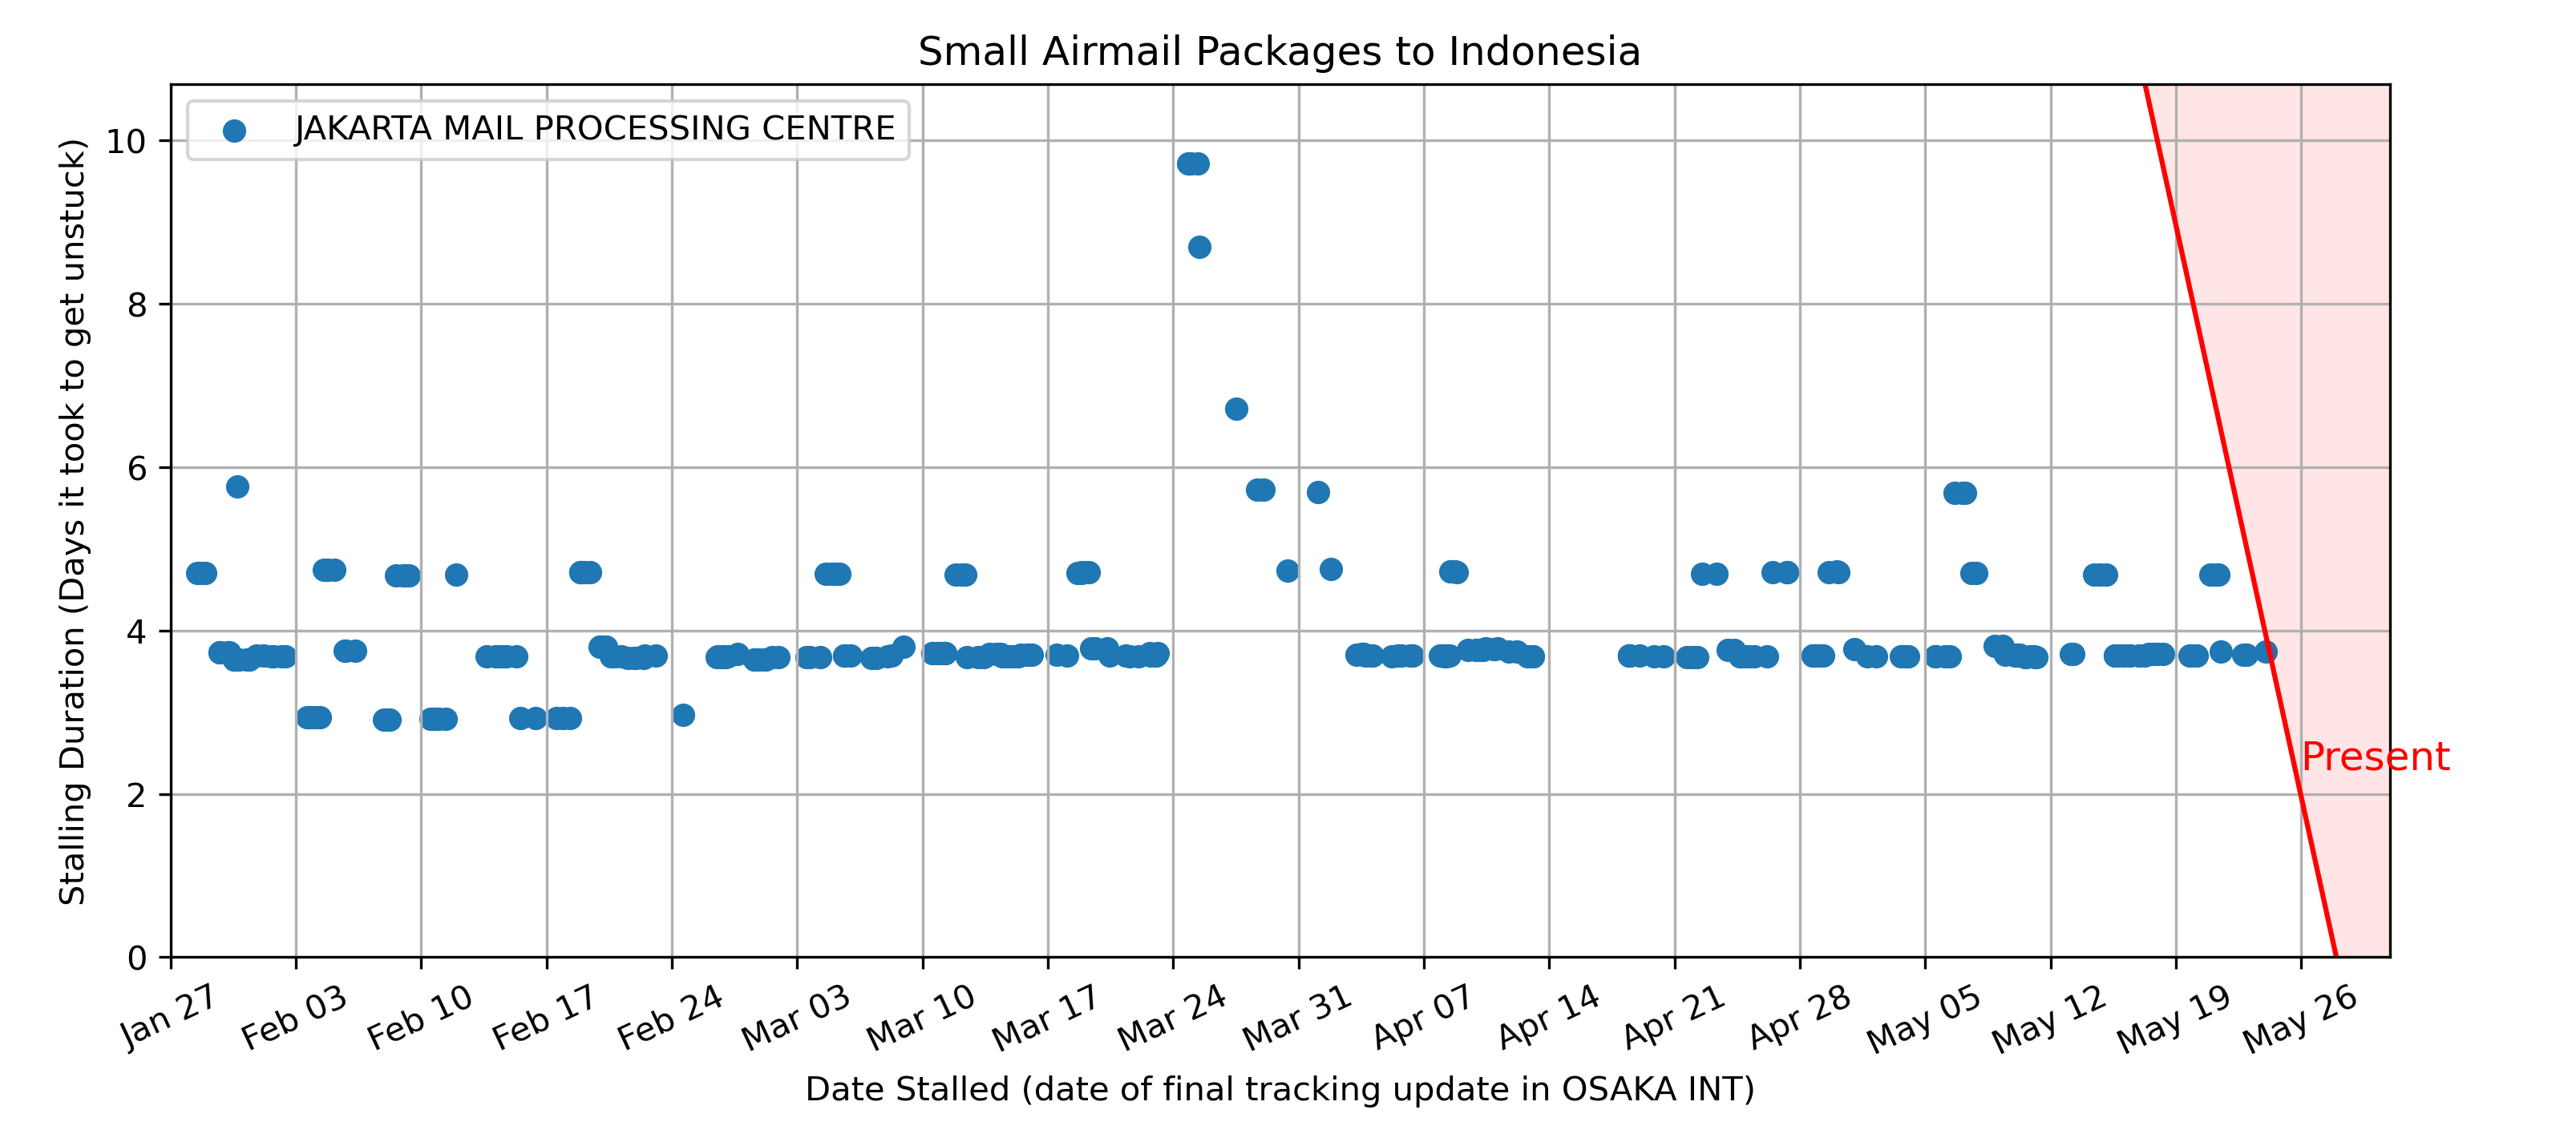 Small Airmail Packages to Indonesia
JAKARTA MAIL PROCESSING CENTRE
Stalling Duration (Days it took to get unstuck)
10
8
6
4
2
0
Present
Jan 27
Feb 03
Feb 10
Feb 17
Feb 24
Mar 03
Mar 10
Mar 17
Mar 24
Mar 31
Apr 07
Apr 14
Apr 21
Apr 28
May 05
May 12
May 19
May 26
Date Stalled (date of final tracking update in OSAKA INT)